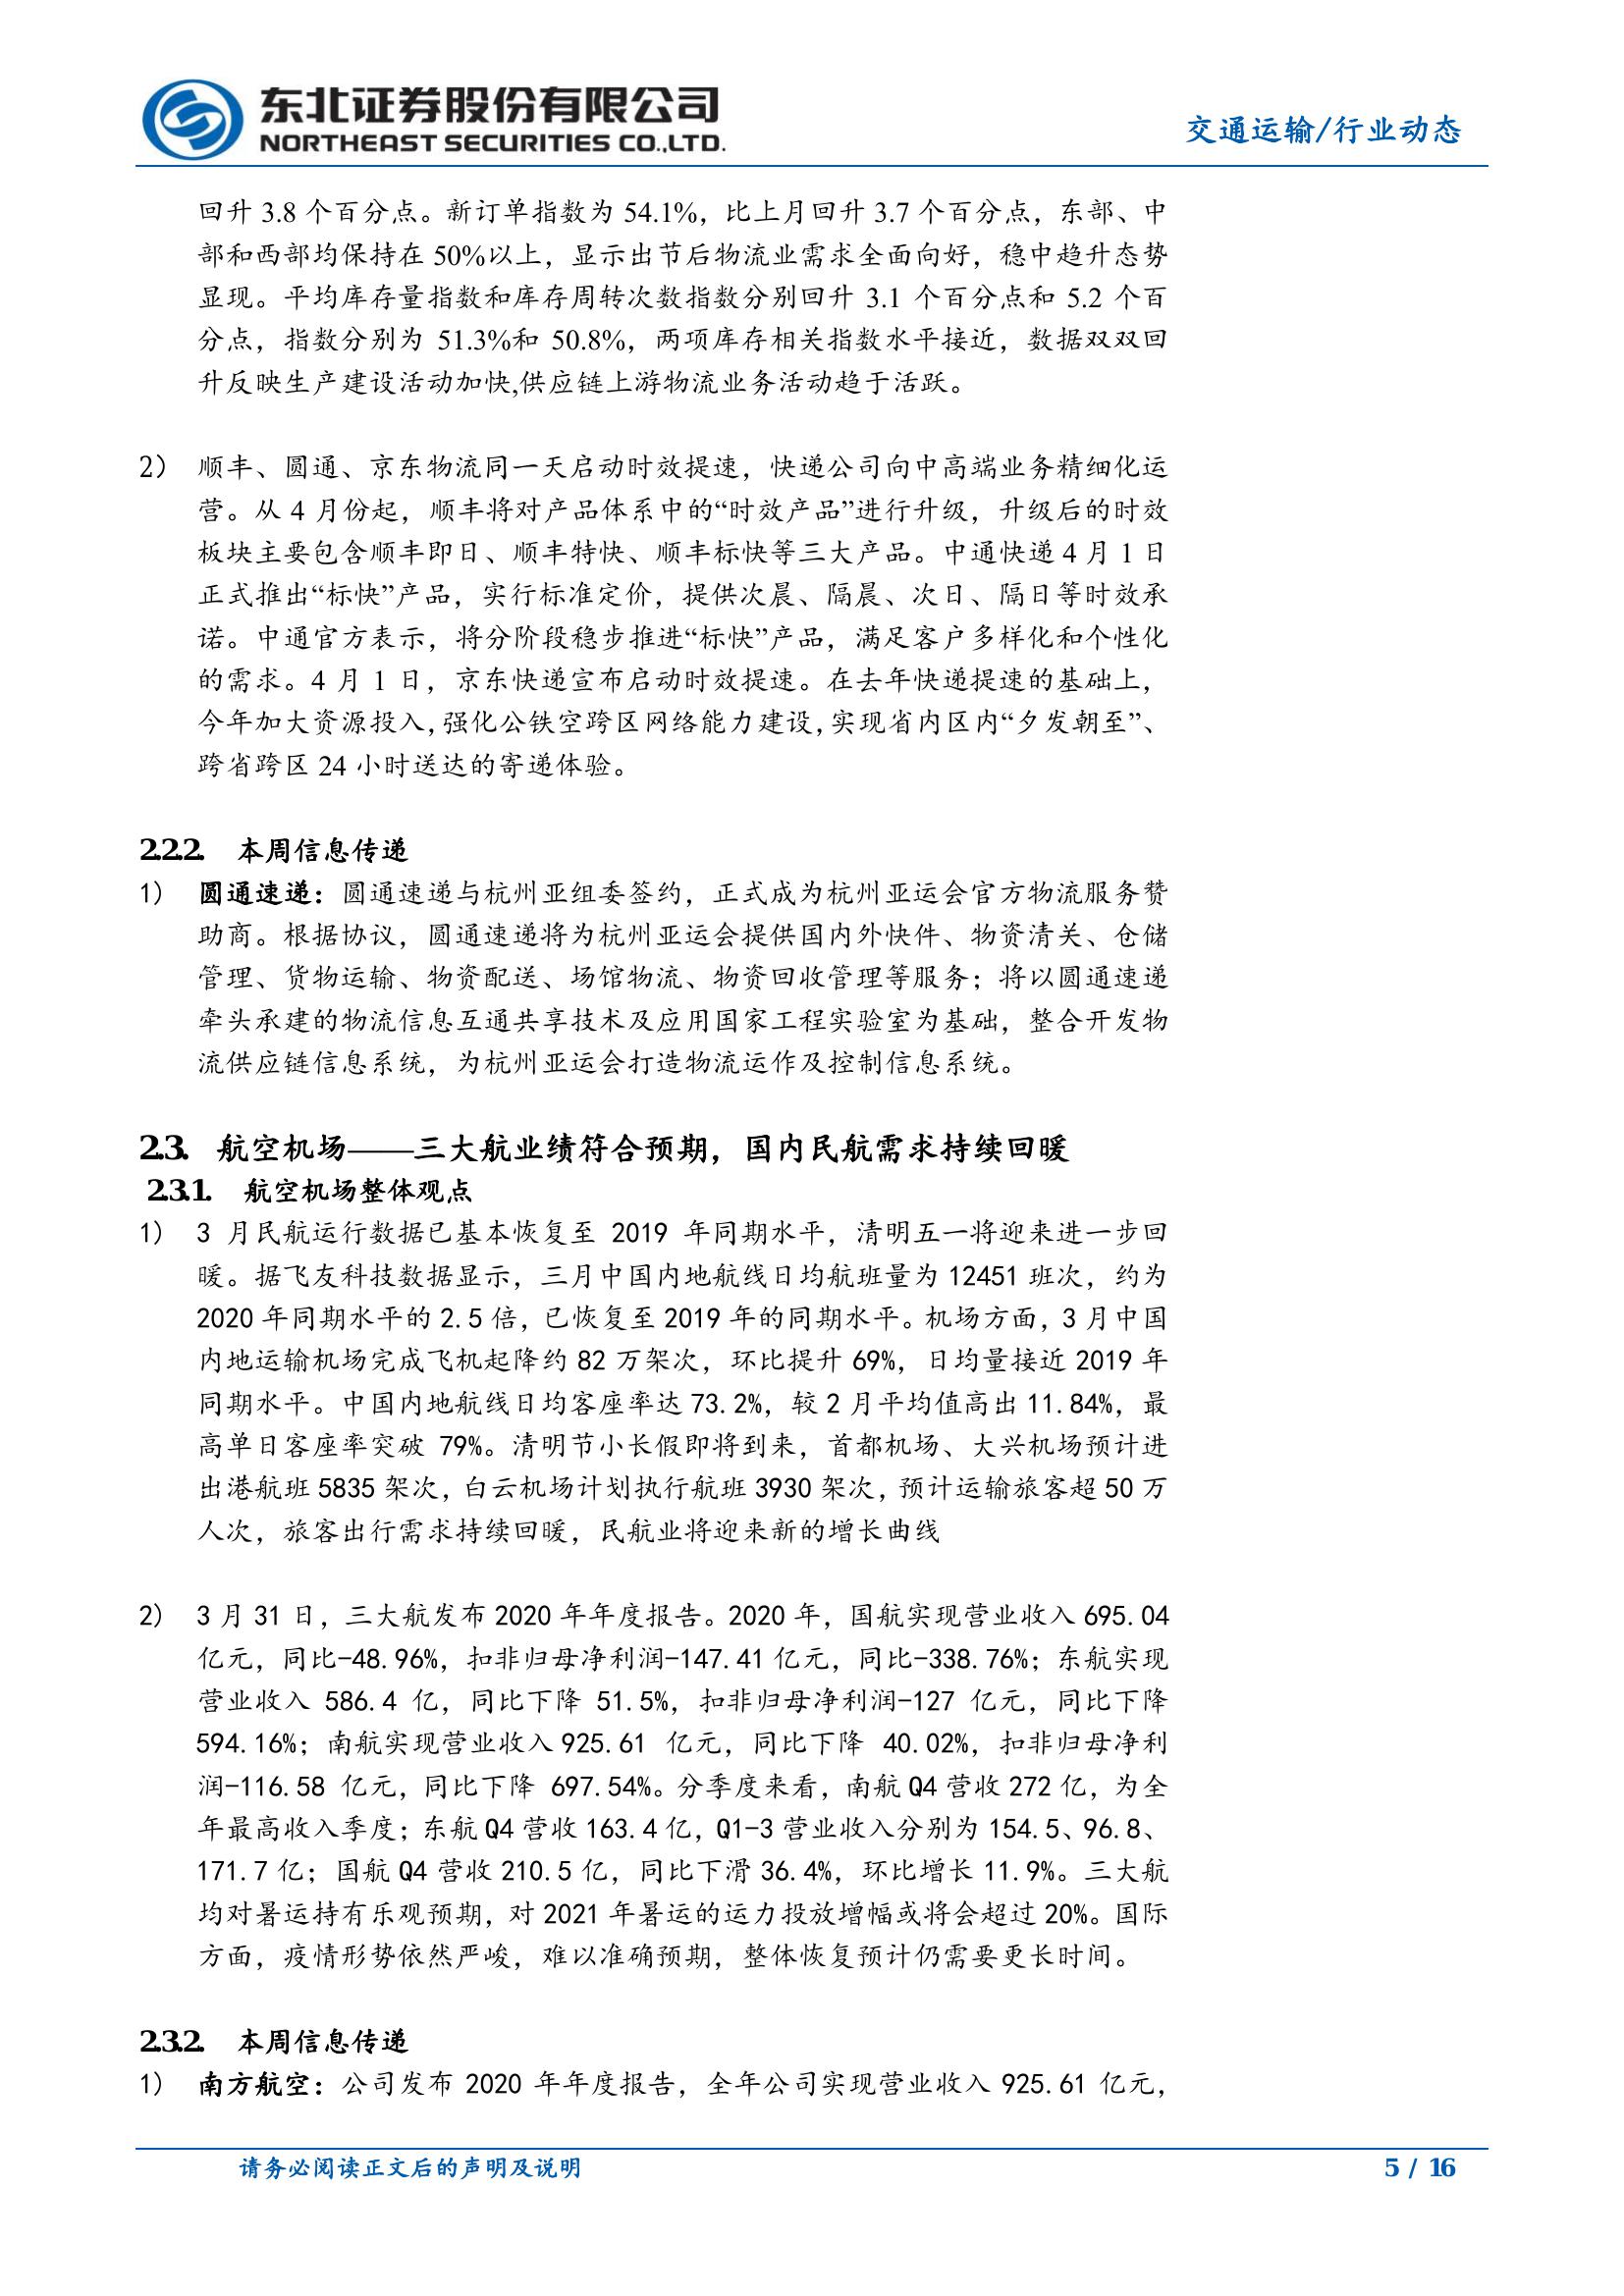 东北证券股份有限公司
NORTHEAST SECURITIES CO.,LTD.
交通运输/行业动态
回升 3.8 个百分点。新订单指数为 54.1%，比上月回升 3.7 个百分点，东部、中
部和西部均保持在 50%以上，显示出节后物流业需求全面向好，稳中趋升态势
显现。平均库存量指数和库存周转次数指数分别回升 3.1 个百分点和 5.2 个百
分点，指数分别为 51.3%和 50.8%，两项库存相关指数水平接近，数据双双回
升反映生产建设活动加快,供应链上游物流业务活动趋于活跃。
2） 顺丰、圆通、京东物流同一天启动时效提速，快递公司向中高端业务精细化运
营。从 4 月份起，顺丰将对产品体系中的“时效产品”进行升级，升级后的时效
板块主要包含顺丰即日、顺丰特快、顺丰标快等三大产品。中通快递 4 月 1 日
正式推出“标快”产品，实行标准定价，提供次晨、隔晨、次日、隔日等时效承
诺。中通官方表示，将分阶段稳步推进“标快”产品，满足客户多样化和个性化
的需求。4 月 1 日，京东快递宣布启动时效提速。在去年快递提速的基础上，
今年加大资源投入,强化公铁空跨区网络能力建设,实现省内区内“夕发朝至”、
跨省跨区 24 小时送达的寄递体验。
2.2.2. 本周信息传递
1） 圆通速递：圆通速递与杭州亚组委签约，正式成为杭州亚运会官方物流服务赞
助商。根据协议，圆通速递将为杭州亚运会提供国内外快件、物资清关、仓储
管理、货物运输、物资配送、场馆物流、物资回收管理等服务；将以圆通速递
牵头承建的物流信息互通共享技术及应用国家工程实验室为基础，整合开发物
流供应链信息系统，为杭州亚运会打造物流运作及控制信息系统。
2.3. 航空机场——三大航业绩符合预期，国内民航需求持续回暖
2.3.1. 航空机场整体观点
1） 3 月民航运行数据已基本恢复至 2019 年同期水平，清明五一将迎来进一步回
暖。据飞友科技数据显示，三月中国内地航线日均航班量为 12451 班次，约为
2020 年同期水平的 2.5 倍，已恢复至 2019 年的同期水平。机场方面，3 月中国
内地运输机场完成飞机起降约 82 万架次，环比提升 69%，日均量接近 2019 年
同期水平。中国内地航线日均客座率达 73.2%，较 2 月平均值高出 11.84%，最
高单日客座率突破 79%。清明节小长假即将到来，首都机场、大兴机场预计进
出港航班 5835 架次，白云机场计划执行航班 3930 架次，预计运输旅客超 50 万
人次，旅客出行需求持续回暖，民航业将迎来新的增长曲线
2） 3 月 31 日，三大航发布 2020 年年度报告。2020 年，国航实现营业收入 695.04
亿元，同比-48.96%，扣非归母净利润-147.41 亿元，同比-338.76%；东航实现
营业收入 586.4 亿，同比下降 51.5%，扣非归母净利润-127 亿元，同比下降
594.16%；南航实现营业收入 925.61 亿元，同比下降 40.02%，扣非归母净利
润-116.58 亿元，同比下降 697.54%。分季度来看，南航 Q4 营收 272 亿，为全
年最高收入季度；东航 Q4 营收 163.4 亿，Q1-3 营业收入分别为 154.5、96.8、
171.7 亿；国航 Q4 营收 210.5 亿，同比下滑 36.4%，环比增长 11.9%。三大航
均对暑运持有乐观预期，对 2021 年暑运的运力投放增幅或将会超过 20%。国际
方面，疫情形势依然严峻，难以准确预期，整体恢复预计仍需要更长时间。
2.3.2. 本周信息传递
1） 南方航空：公司发布 2020 年年度报告，全年公司实现营业收入 925.61 亿元，
请务必阅读正文后的声明及说明
5 / 16